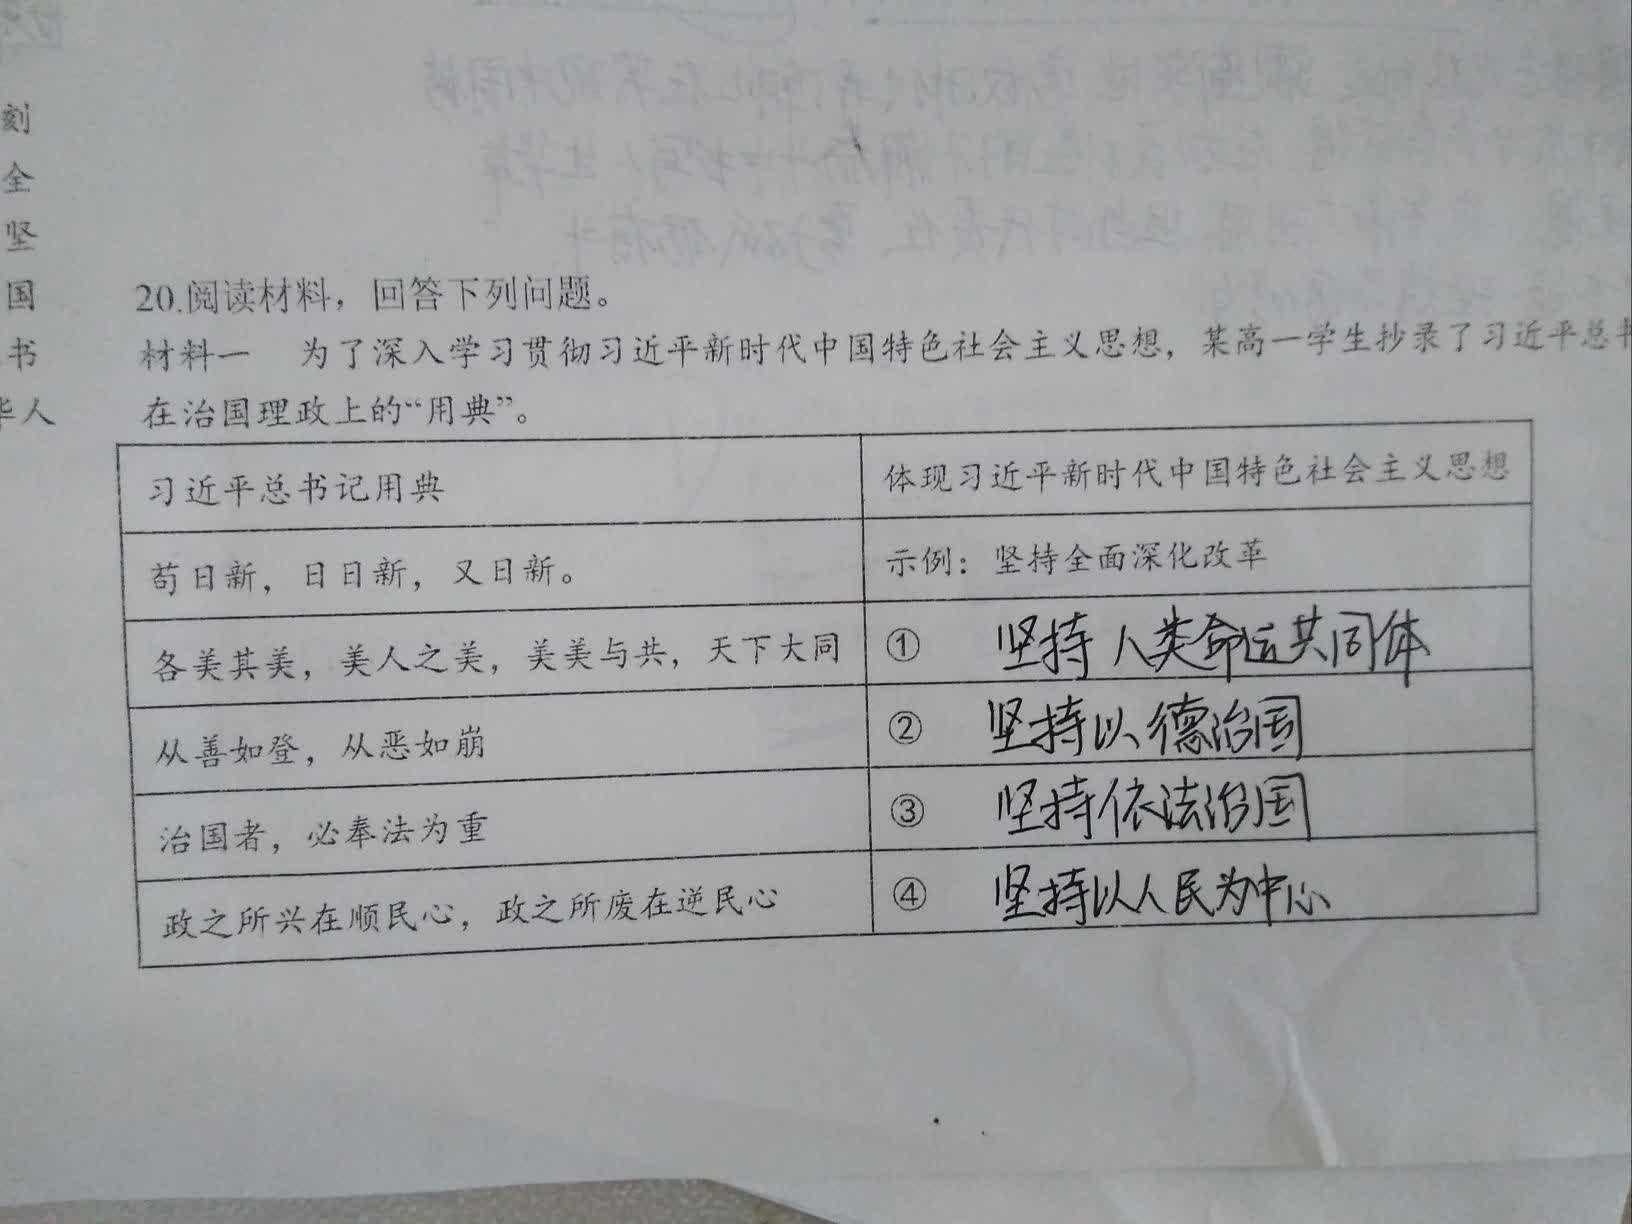 刻
全
坚
国
书
华人
20.阅读材料，回答下列问题。
材料一 为了深入学习贯彻习近平新时代中国特色社会主义思想，某高一学生抄录了习近平总书
在治国理政上的“用典”。
习近平总书记用典 体现习近平新时代中国特色社会主义思想
苟日新，日日新，又日新。 示例：坚持全面深化改革
各美其美，美人之美，美美与共，天下大同 ① 坚持人类命运共同体
从善如登，从恶如崩 ② 坚持以德治国
治国者，必奉法为重 ③ 坚持依法治国
政之所兴在顺民心，政之所废在逆民心 ④ 坚持以人民为中心